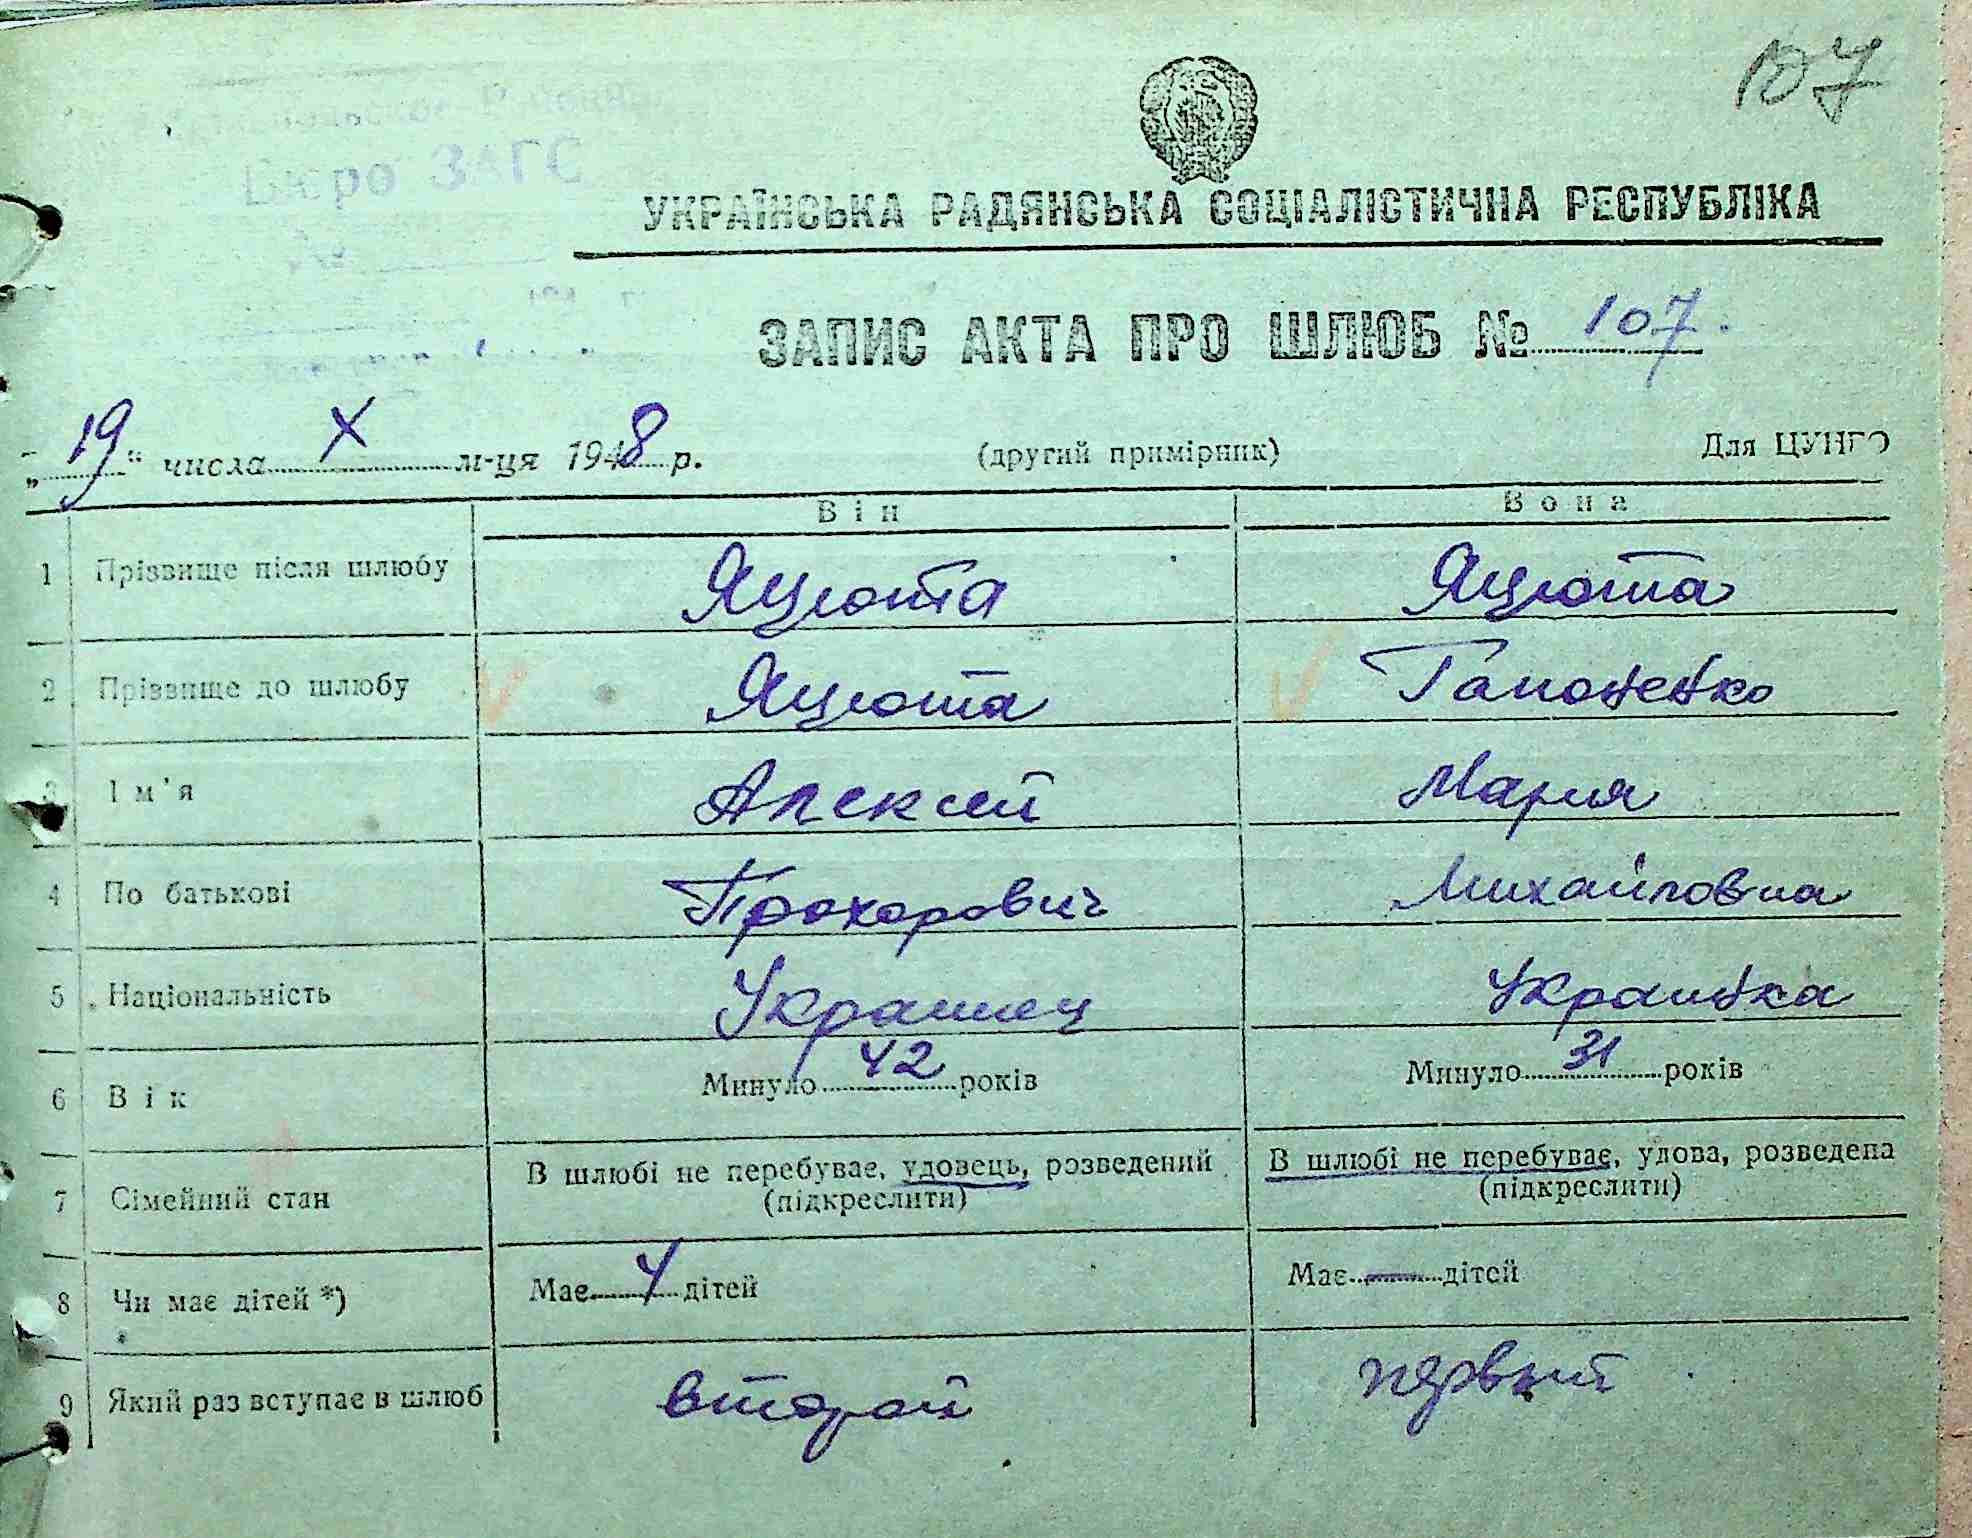 107
Бюро ЗАГС
УКРАЇНСЬКА РАДЯНСЬКА СОЦІАЛІСТИЧНА РЕСПУБЛІКА
ЗАПИС АКТА ПРО ШЛЮБ № 107.
„19“ числа X м-ця 1948 р. (другий примірник) Для ЦУНГО
Він Вона
1 Прізвище після шлюбу Яцюта Яцюта
2 Прізвище до шлюбу Яцюта Гапоненко
3 Ім'я Алексей Мария
4 По батькові Прохорович Михайловна
5 Національність Украинец Украинка
6 Вік Минуло 42 років Минуло 31 років
7 Сімейний стан В шлюбі не перебуває, удовець, розведений (підкреслити) В шлюбі не перебуває, удова, розведена (підкреслити)
8 Чи має дітей *) Має 4 дітей Має — дітей
9 Який раз вступає в шлюб второй первый